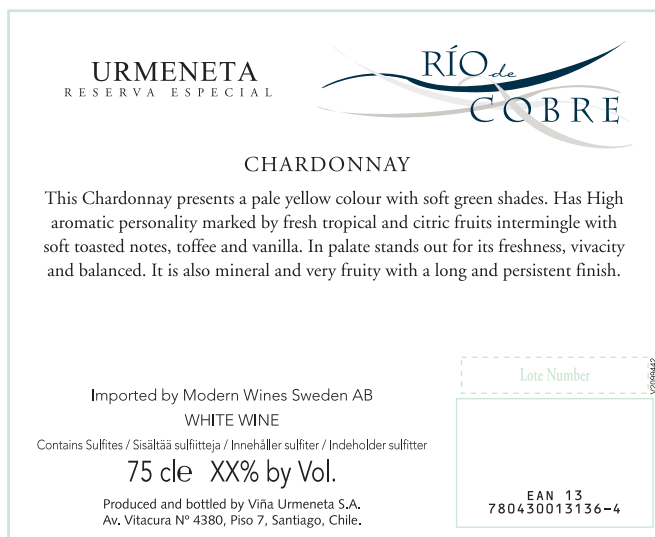 URMENETA
RESERVA ESPECIAL
RÍO de
COBRE
CHARDONNAY
This Chardonnay presents a pale yellow colour with soft green shades. Has High
aromatic personality marked by fresh tropical and citric fruits intermingle with
soft toasted notes, toffee and vanilla. In palate stands out for its freshness, vivacity
and balanced. It is also mineral and very fruity with a long and persistent finish.
Imported by Modern Wines Sweden AB
WHITE WINE
Contains Sulfites / Sisältää sulfiitteja / Innehåller sulfiter / Indeholder sulfitter
75 cle XX% by Vol.
Produced and bottled by Viña Urmeneta S.A.
Av. Vitacura Nº 4380, Piso 7, Santiago, Chile.
Lote Number
V2099442
EAN 13
780430013136-4